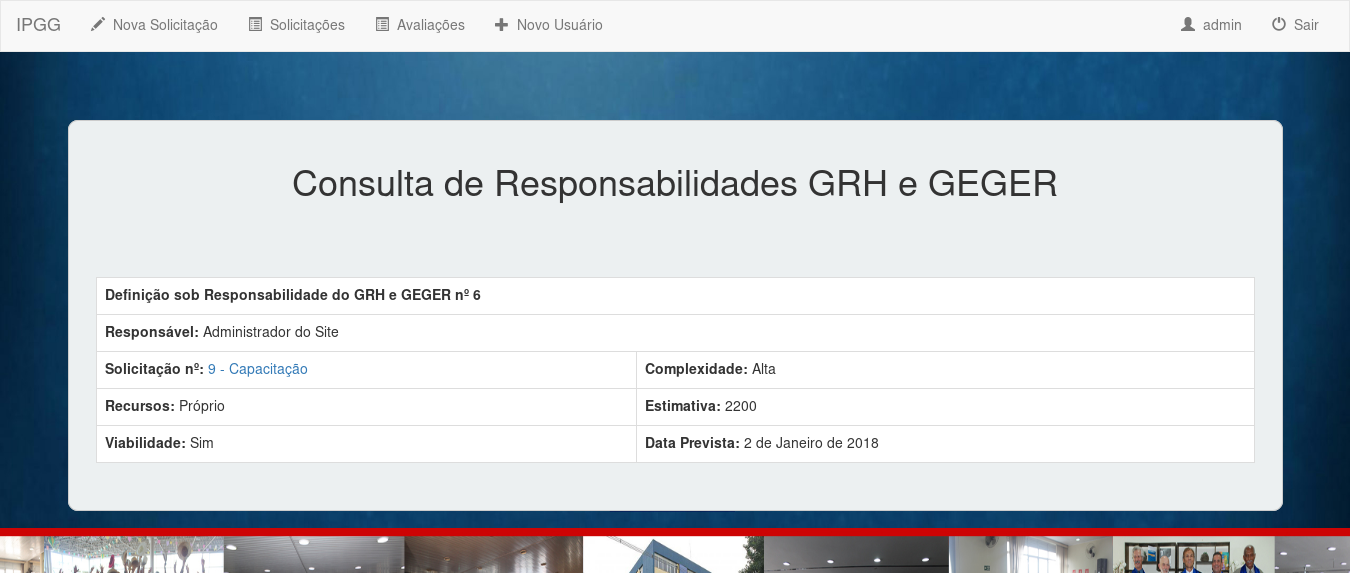 IPGG Nova Solicitação Solicitações Avaliações Novo Usuário admin Sair
Consulta de Responsabilidades GRH e GEGER
Definição sob Responsabilidade do GRH e GEGER nº 6
Responsável: Administrador do Site
Solicitação nº: 9 - Capacitação Complexidade: Alta
Recursos: Próprio Estimativa: 2200
Viabilidade: Sim Data Prevista: 2 de Janeiro de 2018